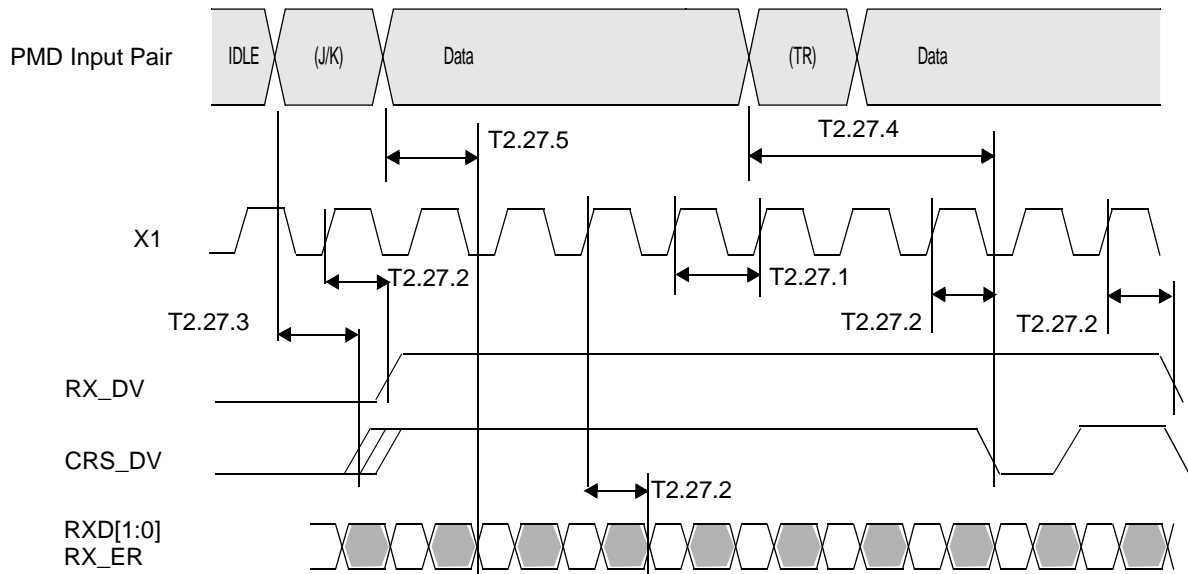 PMD Input Pair
IDLE
(J/K)
Data
(TR)
Data
T2.27.5
T2.27.4
X1
T2.27.2
T2.27.1
T2.27.3
T2.27.2
T2.27.2
RX_DV
CRS_DV
T2.27.2
RXD[1:0]
RX_ER